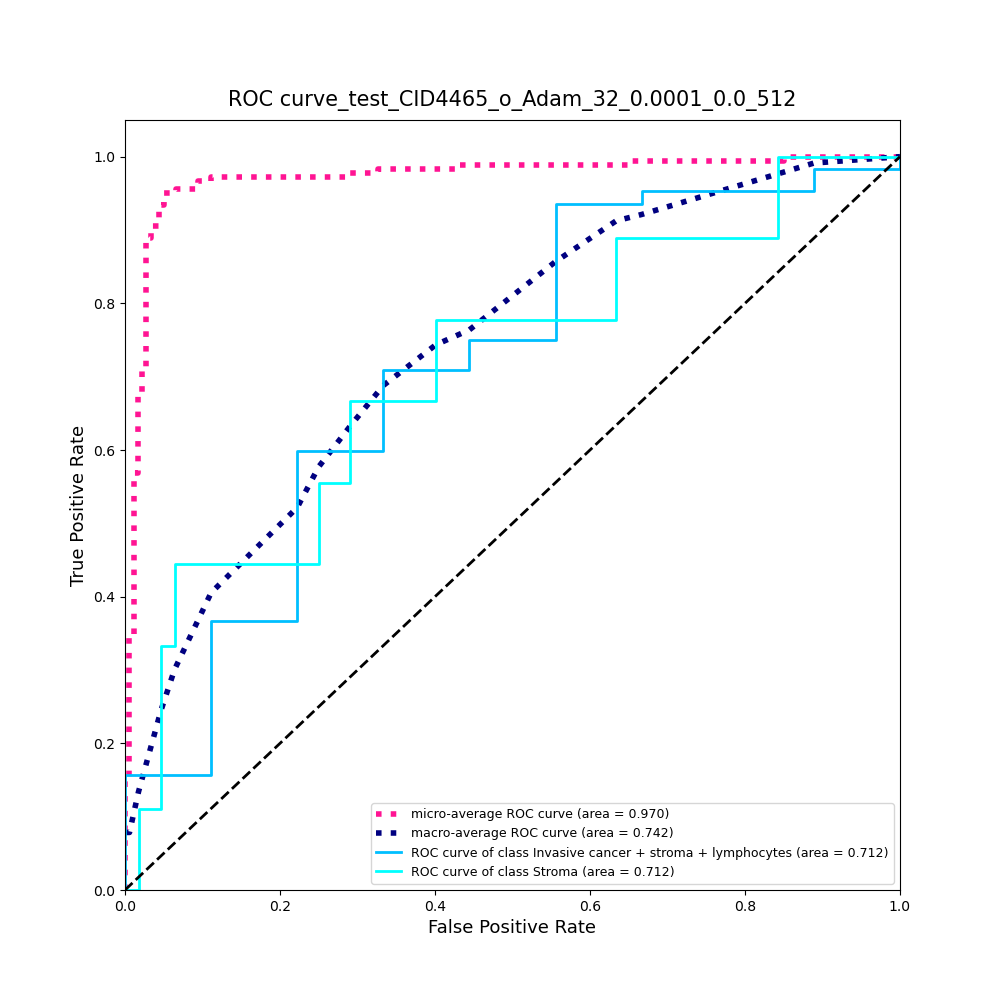 ROC curve_test_CID4465_o_Adam_32_0.0001_0.0_512
True Positive Rate
1.0
0.8
0.6
0.4
0.2
0.0
0.0 0.2 0.4 0.6 0.8 1.0
False Positive Rate
micro-average ROC curve (area = 0.970)
macro-average ROC curve (area = 0.742)
ROC curve of class Invasive cancer + stroma + lymphocytes (area = 0.712)
ROC curve of class Stroma (area = 0.712)